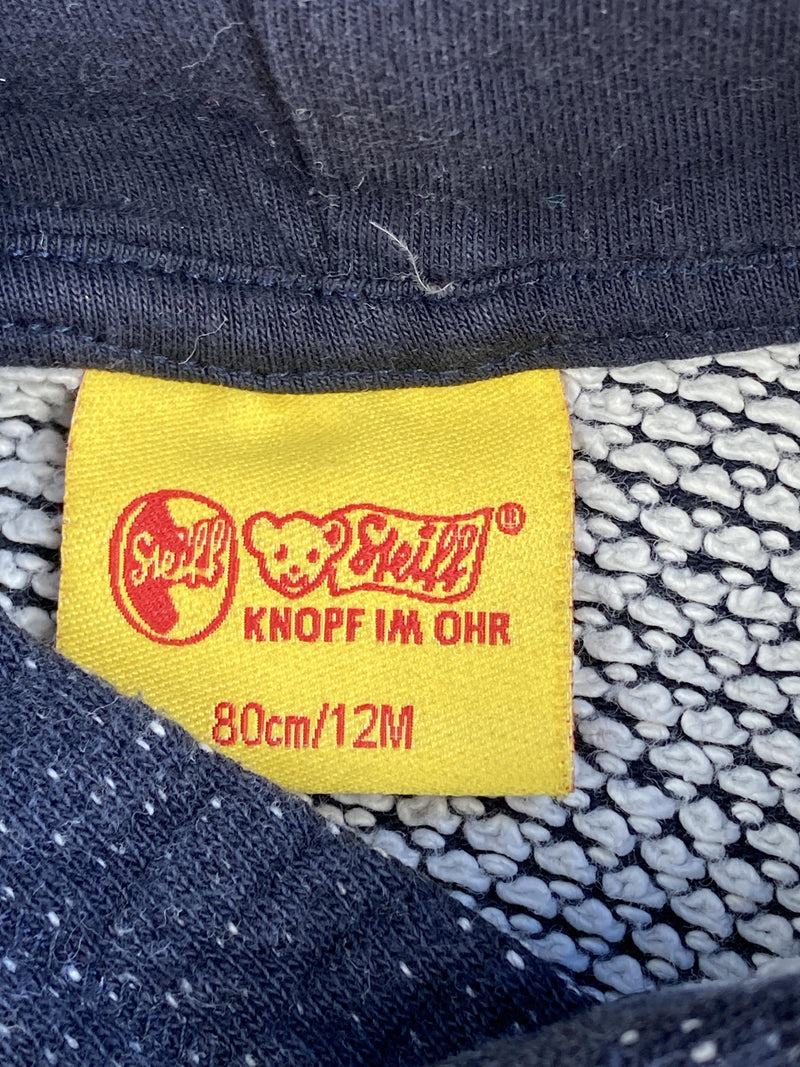 Steiff Steiff®
KNOPF IM OHR
80cm/12M